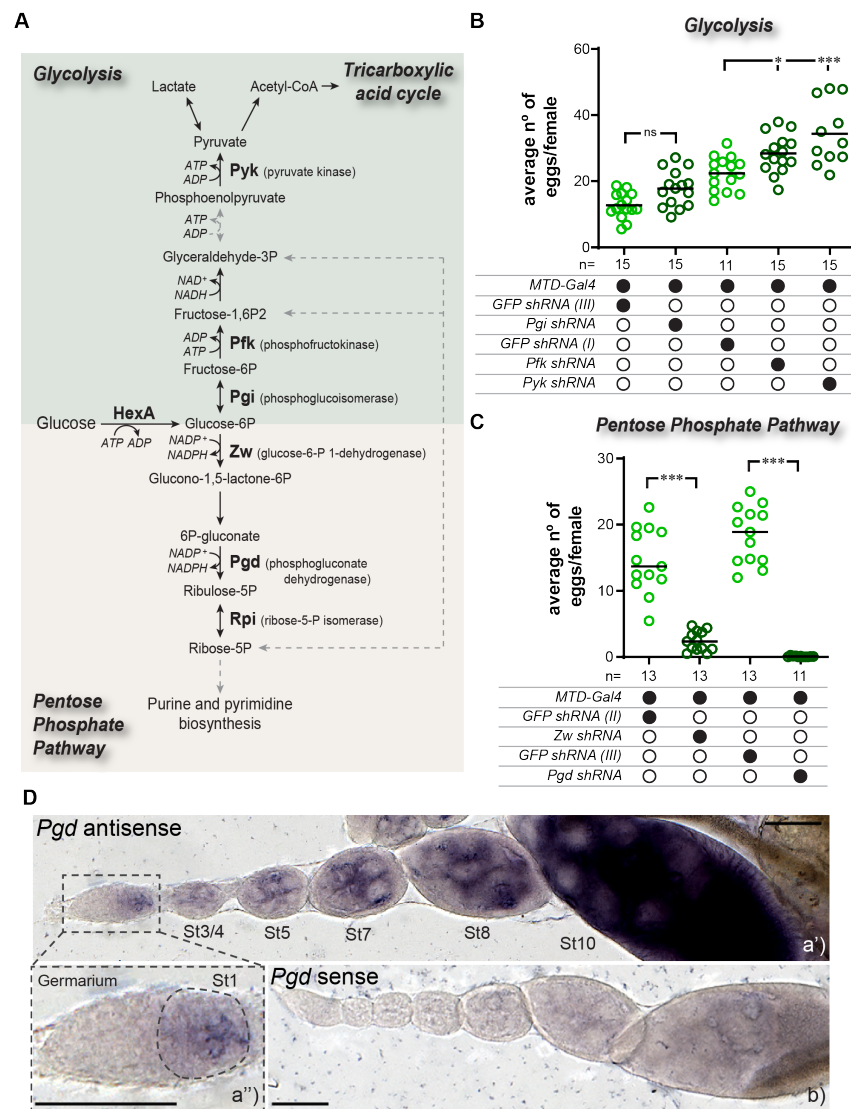 A
Glycolysis
Lactate
Acetyl-CoA
Tricarboxylic
acid cycle
Pyruvate
ATP
ADP
Pyk (pyruvate kinase)
Phosphoenolpyruvate
ATP
ADP
Glyceraldehyde-3P
NAD+
NADH
Fructose-1,6P2
ADP
ATP
Pfk (phosphofructokinase)
Fructose-6P
Pgi (phosphoglucoisomerase)
Glucose
HexA
ATP ADP
Glucose-6P
NADP+
NADPH
Zw (glucose-6-P 1-dehydrogenase)
Glucono-1,5-lactone-6P
6P-gluconate
NADP+
NADPH
Pgd (phosphogluconate
dehydrogenase)
Ribulose-5P
Rpi (ribose-5-P isomerase)
Ribose-5P
Pentose
Phosphate
Pathway
Purine and pyrimidine
biosynthesis
B
Glycolysis
average nº of
eggs/female
60
40
20
0
ns
*
***
n= 15 15 11 15 15
MTD-Gal4
GFP shRNA (III)
Pgi shRNA
GFP shRNA (I)
Pfk shRNA
Pyk shRNA
C
Pentose Phosphate Pathway
average nº of
eggs/female
30
20
10
0
***
***
n= 13 13 13 11
MTD-Gal4
GFP shRNA (II)
Zw shRNA
GFP shRNA (III)
Pgd shRNA
D
Pgd antisense
St3/4
St5
St7
St8
St10
a')
Germarium
St1
a'')
Pgd sense
b)